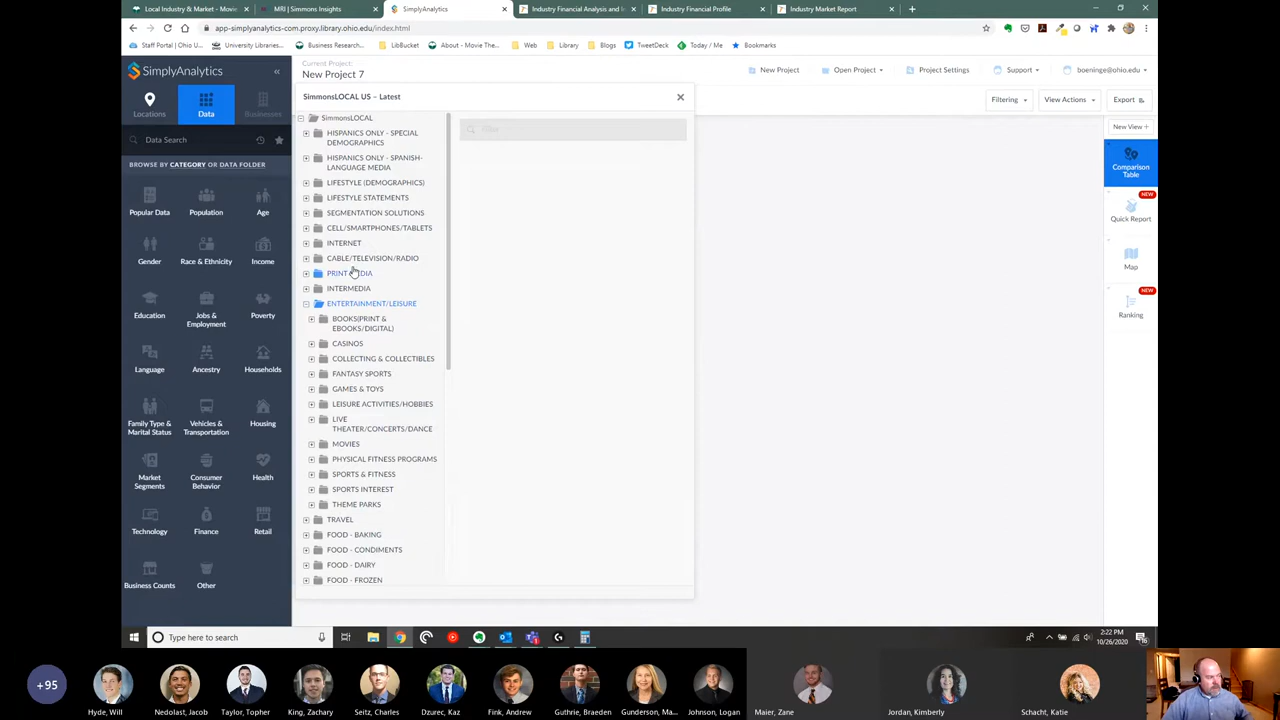 Local Industry & Market - Movie
MRI | Simmons Insights
SimplyAnalytics
Industry Financial Analysis and In
Industry Financial Profile
Industry Market Report
app-simplyanalytics-com.proxy.library.ohio.edu/index.html
Staff Portal | Ohio U...
University Libraries...
Business Research...
LibBucket
About - Movie The...
Web
Library
Blogs
TweetDeck
Today / Me
Bookmarks
SimplyAnalytics
Current Project:
New Project 7
New Project
Open Project
Project Settings
Support
boeninge@ohio.edu
Locations
Data
Businesses
SimmonsLOCAL US – Latest
Filtering
View Actions
Export
Data Search
BROWSE BY CATEGORY OR DATA FOLDER
Popular Data
Population
Age
Gender
Race & Ethnicity
Income
Education
Jobs &
Employment
Poverty
Language
Ancestry
Households
Family Type &
Marital Status
Vehicles &
Transportation
Housing
Market
Segments
Consumer
Behavior
Health
Technology
Finance
Retail
Business Counts
Other
SimmonsLOCAL
HISPANICS ONLY - SPECIAL
DEMOGRAPHICS
HISPANICS ONLY - SPANISH-
LANGUAGE MEDIA
LIFESTYLE (DEMOGRAPHICS)
LIFESTYLE STATEMENTS
SEGMENTATION SOLUTIONS
CELL/SMARTPHONES/TABLETS
INTERNET
CABLE/TELEVISION/RADIO
PRINT MEDIA
INTERMEDIA
ENTERTAINMENT/LEISURE
BOOKS(PRINT &
EBOOKS/DIGITAL)
CASINOS
COLLECTING & COLLECTIBLES
FANTASY SPORTS
GAMES & TOYS
LEISURE ACTIVITIES/HOBBIES
LIVE
THEATER/CONCERTS/DANCE
MOVIES
PHYSICAL FITNESS PROGRAMS
SPORTS & FITNESS
SPORTS INTEREST
THEME PARKS
TRAVEL
FOOD - BAKING
FOOD - CONDIMENTS
FOOD - DAIRY
FOOD - FROZEN
Filter
New View +
Comparison
Table
NEW
Quick Report
Map
NEW
Ranking
Type here to search
2:22 PM
10/26/2020
+95
Hyde, Will
Nedolast, Jacob
Taylor, Topher
King, Zachary
Seitz, Charles
Dzurec, Kaz
Fink, Andrew
Guthrie, Braeden
Gunderson, Ma...
Johnson, Logan
Maier, Zane
Jordan, Kimberly
Schacht, Katie